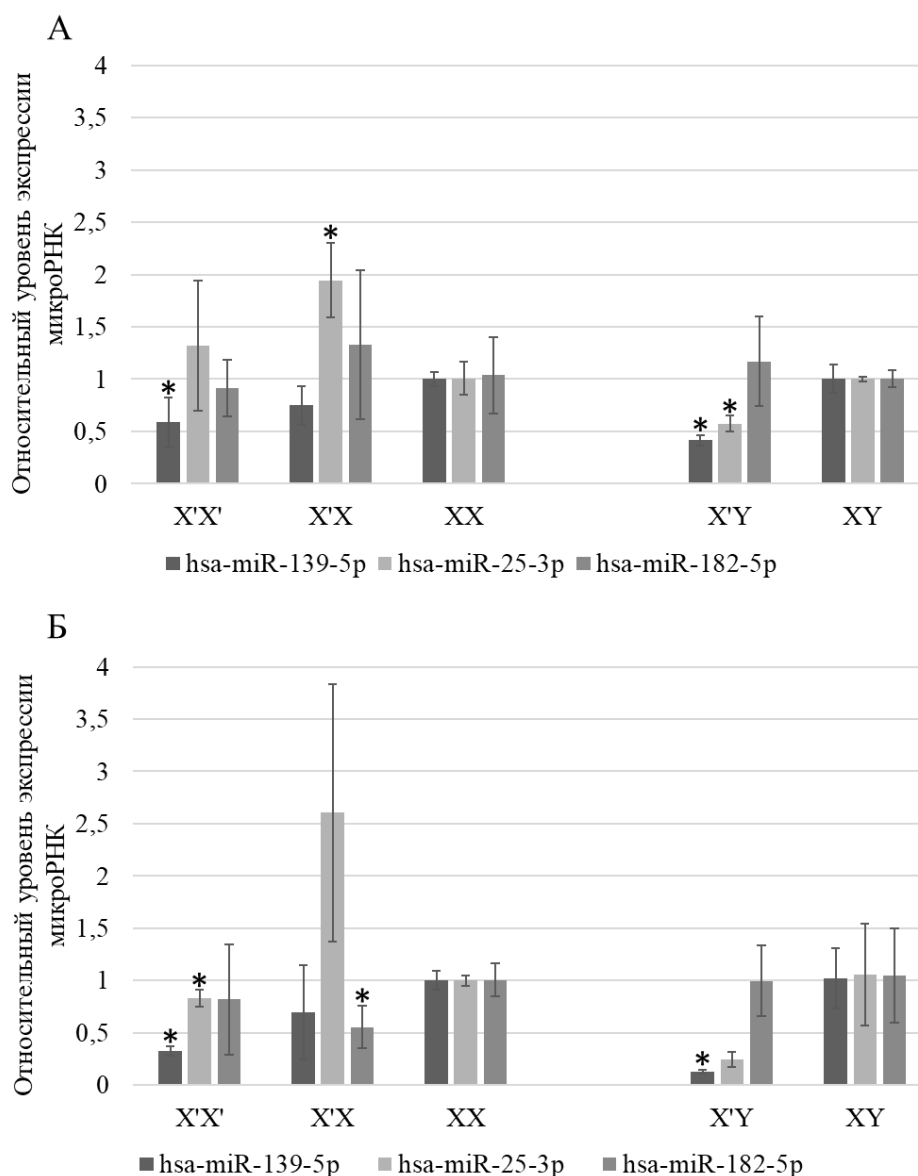 А
Относительный уровень экспрессии
микроРНК
4
3,5
3
2,5
2
1,5
1
0,5
0
*
*
*
*
X'X'
X'X
XX
X'Y
XY
hsa-miR-139-5p
hsa-miR-25-3p
hsa-miR-182-5p
Б
Относительный уровень экспрессии
микроРНК
4
3,5
3
2,5
2
1,5
1
0,5
0
*
*
*
*
X'X'
X'X
XX
X'Y
XY
hsa-miR-139-5p
hsa-miR-25-3p
hsa-miR-182-5p